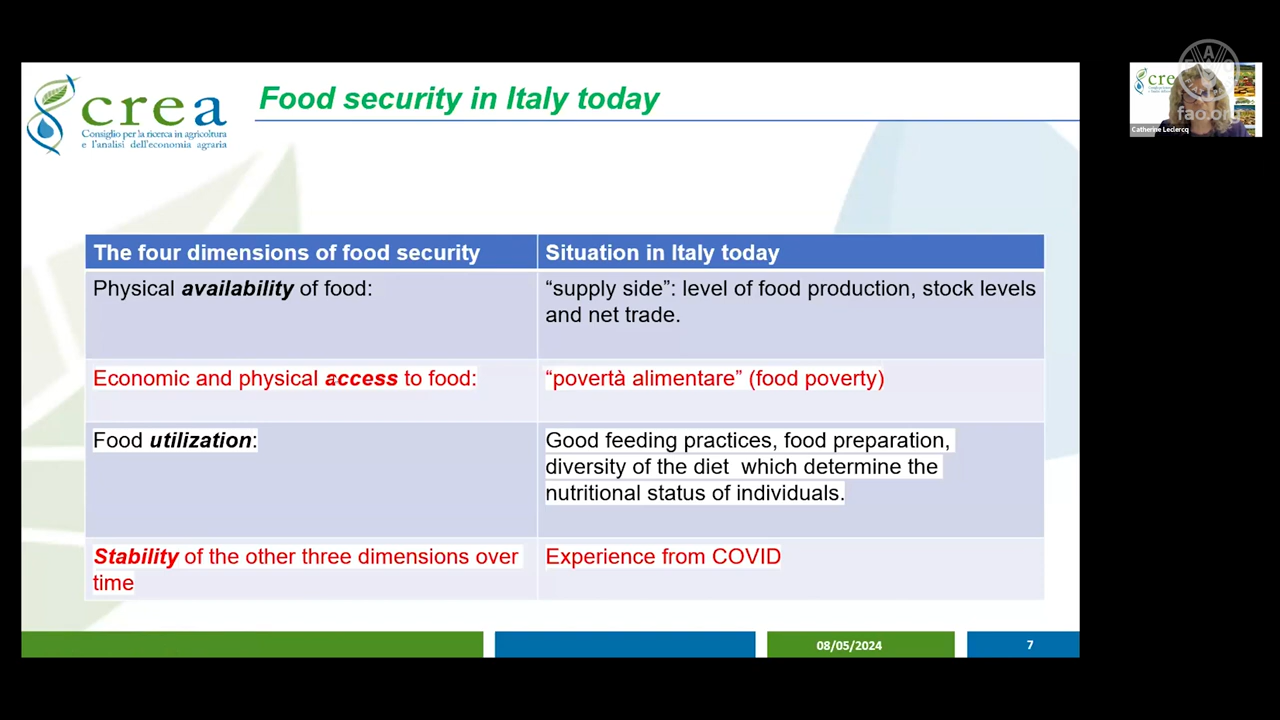 crea
Consiglio per la ricerca in agricoltura
e l'analisi dell'economia agraria
Food security in Italy today
The four dimensions of food security
Situation in Italy today
Physical availability of food:
“supply side”: level of food production, stock levels
and net trade.
Economic and physical access to food:
“povertà alimentare” (food poverty)
Food utilization:
Good feeding practices, food preparation,
diversity of the diet which determine the
nutritional status of individuals.
Stability of the other three dimensions over
time
Experience from COVID
08/05/2024
7
cre
fao.org
Catherine Leclercq